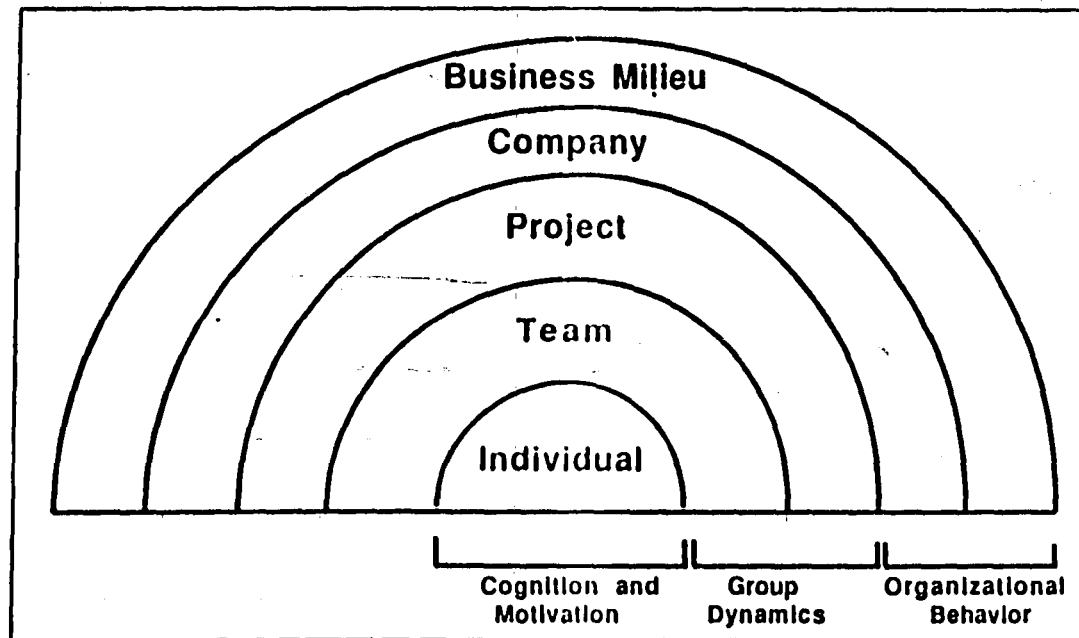 Business Milieu
Company
Project
Team
Individual
Cognition and
Motivation
Group
Dynamics
Organizational
Behavior